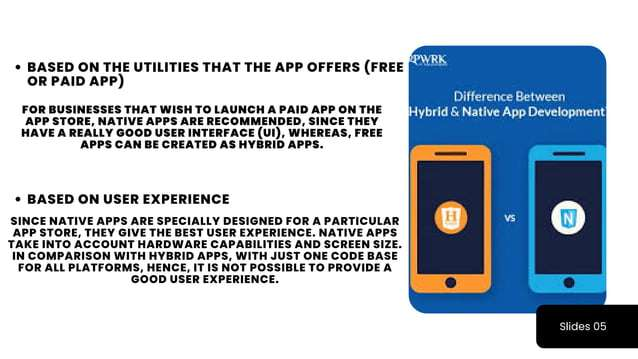 • BASED ON THE UTILITIES THAT THE APP OFFERS (FREE
OR PAID APP)
FOR BUSINESSES THAT WISH TO LAUNCH A PAID APP ON THE
APP STORE, NATIVE APPS ARE RECOMMENDED, SINCE THEY
HAVE A REALLY GOOD USER INTERFACE (UI), WHEREAS, FREE
APPS CAN BE CREATED AS HYBRID APPS.
• BASED ON USER EXPERIENCE
SINCE NATIVE APPS ARE SPECIALLY DESIGNED FOR A PARTICULAR
APP STORE, THEY GIVE THE BEST USER EXPERIENCE. NATIVE APPS
TAKE INTO ACCOUNT HARDWARE CAPABILITIES AND SCREEN SIZE.
IN COMPARISON WITH HYBRID APPS, WITH JUST ONE CODE BASE
FOR ALL PLATFORMS, HENCE, IT IS NOT POSSIBLE TO PROVIDE A
GOOD USER EXPERIENCE.
PPWRK
Difference Between
Hybrid & Native App Development
H
VS
N
Slides 05